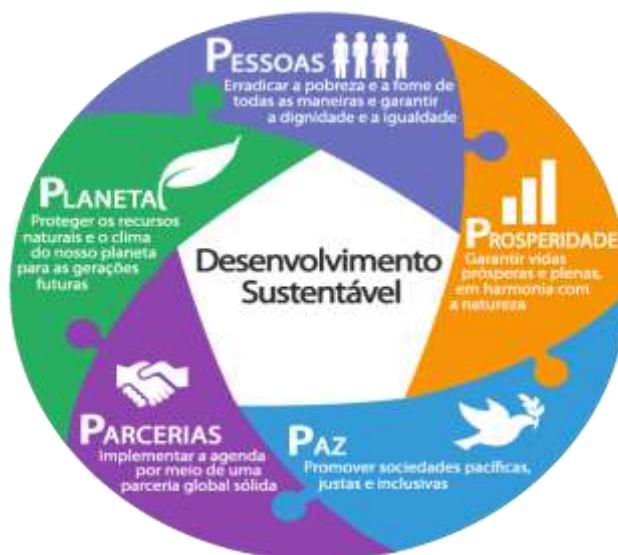 PESSOAS
Erradicar a pobreza e a fome de
todas as maneiras e garantir
a dignidade e a igualdade
PROSPERIDADE
Garantir vidas
prósperas e plenas,
em harmonia com
a natureza
PAZ
Promover sociedades pacíficas,
justas e inclusivas
PARCERIAS
Implementar a agenda
por meio de uma
parceria global sólida
PLANETA
Proteger os recursos
naturais e o clima
do nosso planeta
para as gerações
futuras
Desenvolvimento
Sustentável